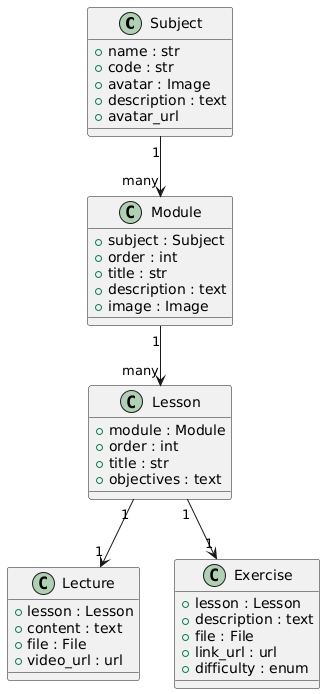 C Subject
name : str
code : str
avatar : Image
description : text
avatar_url
1
many
C Module
subject : Subject
order : int
title : str
description : text
image : Image
1
many
C Lesson
module : Module
order : int
title : str
objectives : text
1
1
1
1
C Lecture
lesson : Lesson
content : text
file : File
video_url : url
C Exercise
lesson : Lesson
description : text
file : File
link_url : url
difficulty : enum